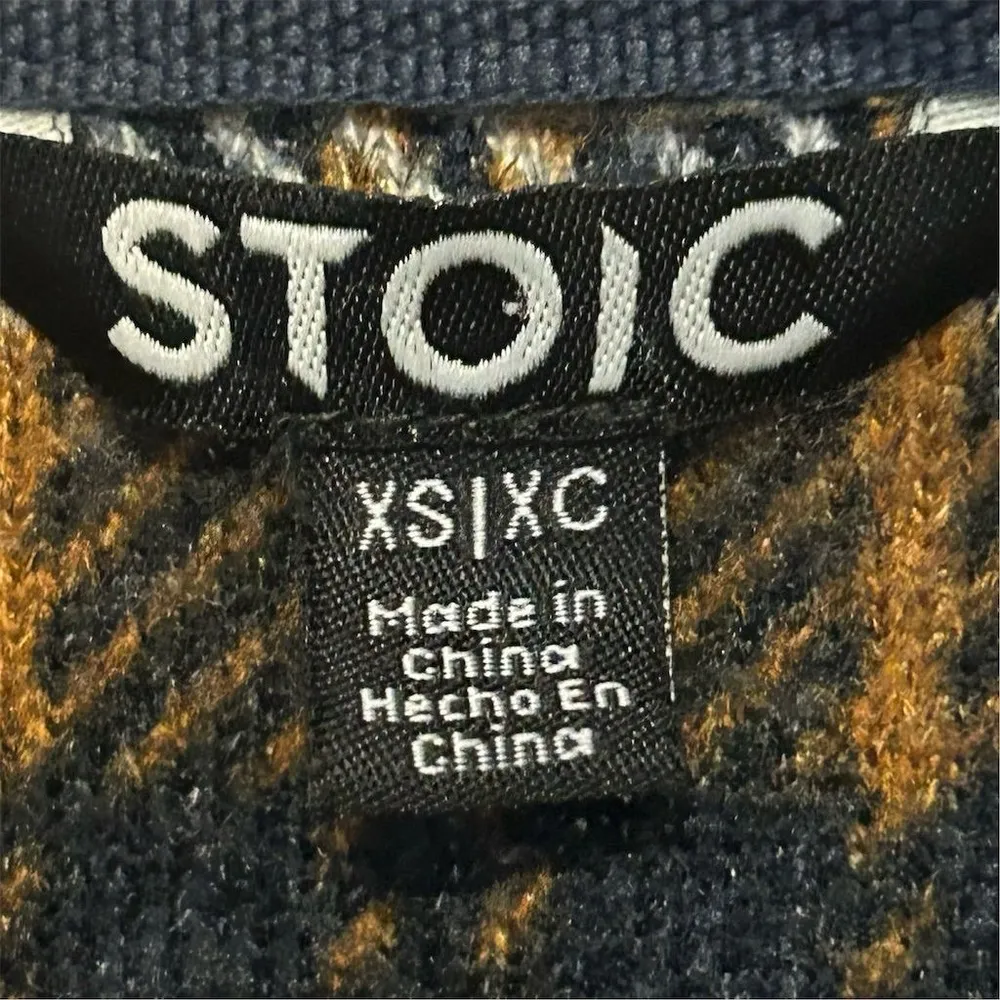 STOIC
XS|XC
Made in
China
Hecho En
China